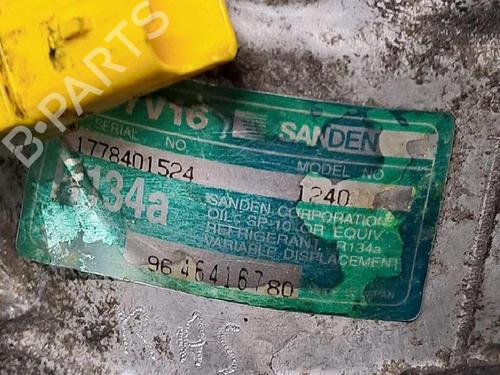 7V16 SANDEN
SERIAL NO. MODEL NO
1778401524 1240
R134a
SANDEN CORPORATION
OIL: SP-10 OR EQUIV.
REFRIGERANT R134a
VARIABLE DISPLACEMENT
9646416780
JAPAN
B-PARTS